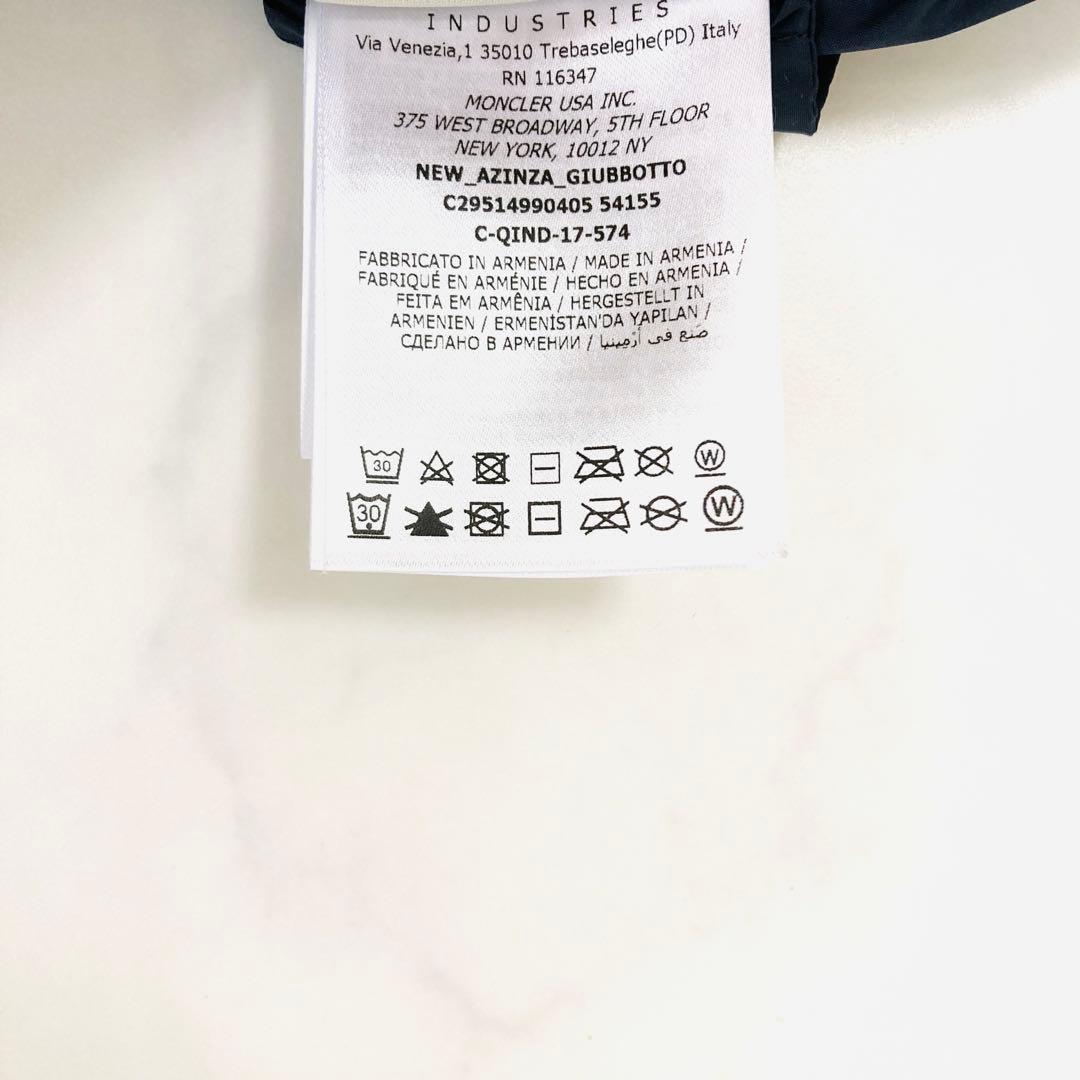 INDUSTRIES
Via Venezia,1 35010 Trebaseleghe(PD) Italy
RN 116347
MONCLER USA INC.
375 WEST BROADWAY, 5TH FLOOR
NEW YORK, 10012 NY
NEW_AZINZA_GIUBBOTTO
C29514990405 54155
C-QIND-17-574
FABBRICATO IN ARMENIA / MADE IN ARMENIA /
FABRIQUÉ EN ARMÉNIE / HECHO EN ARMENIA /
FEITA EM ARMÊNIA / HERGESTELLT IN
ARMENIEN / ERMENİSTAN'DA YAPILAN /
СДЕЛАНО В АРМЕНИИ / صنع في أرمينيا
30 W
30 W